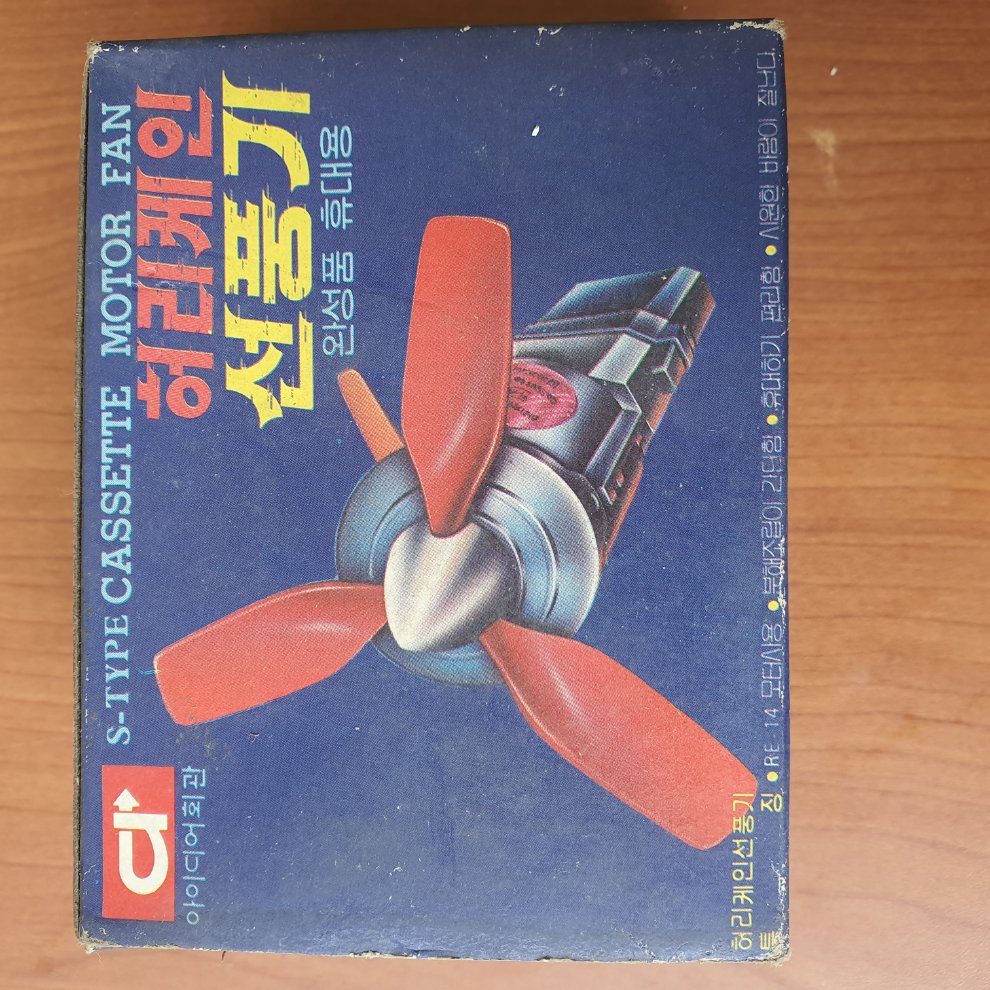 S-TYPE CASSETTE MOTOR FAN
허리케인
선풍기
완성품 휴대용
아이디어회관
허리케인선풍기
특 징 ● RE 14 모터사용 ● 분해조립이 간단함 ● 휴대하기 편리함 ● 시원한 바람이 잘난다.